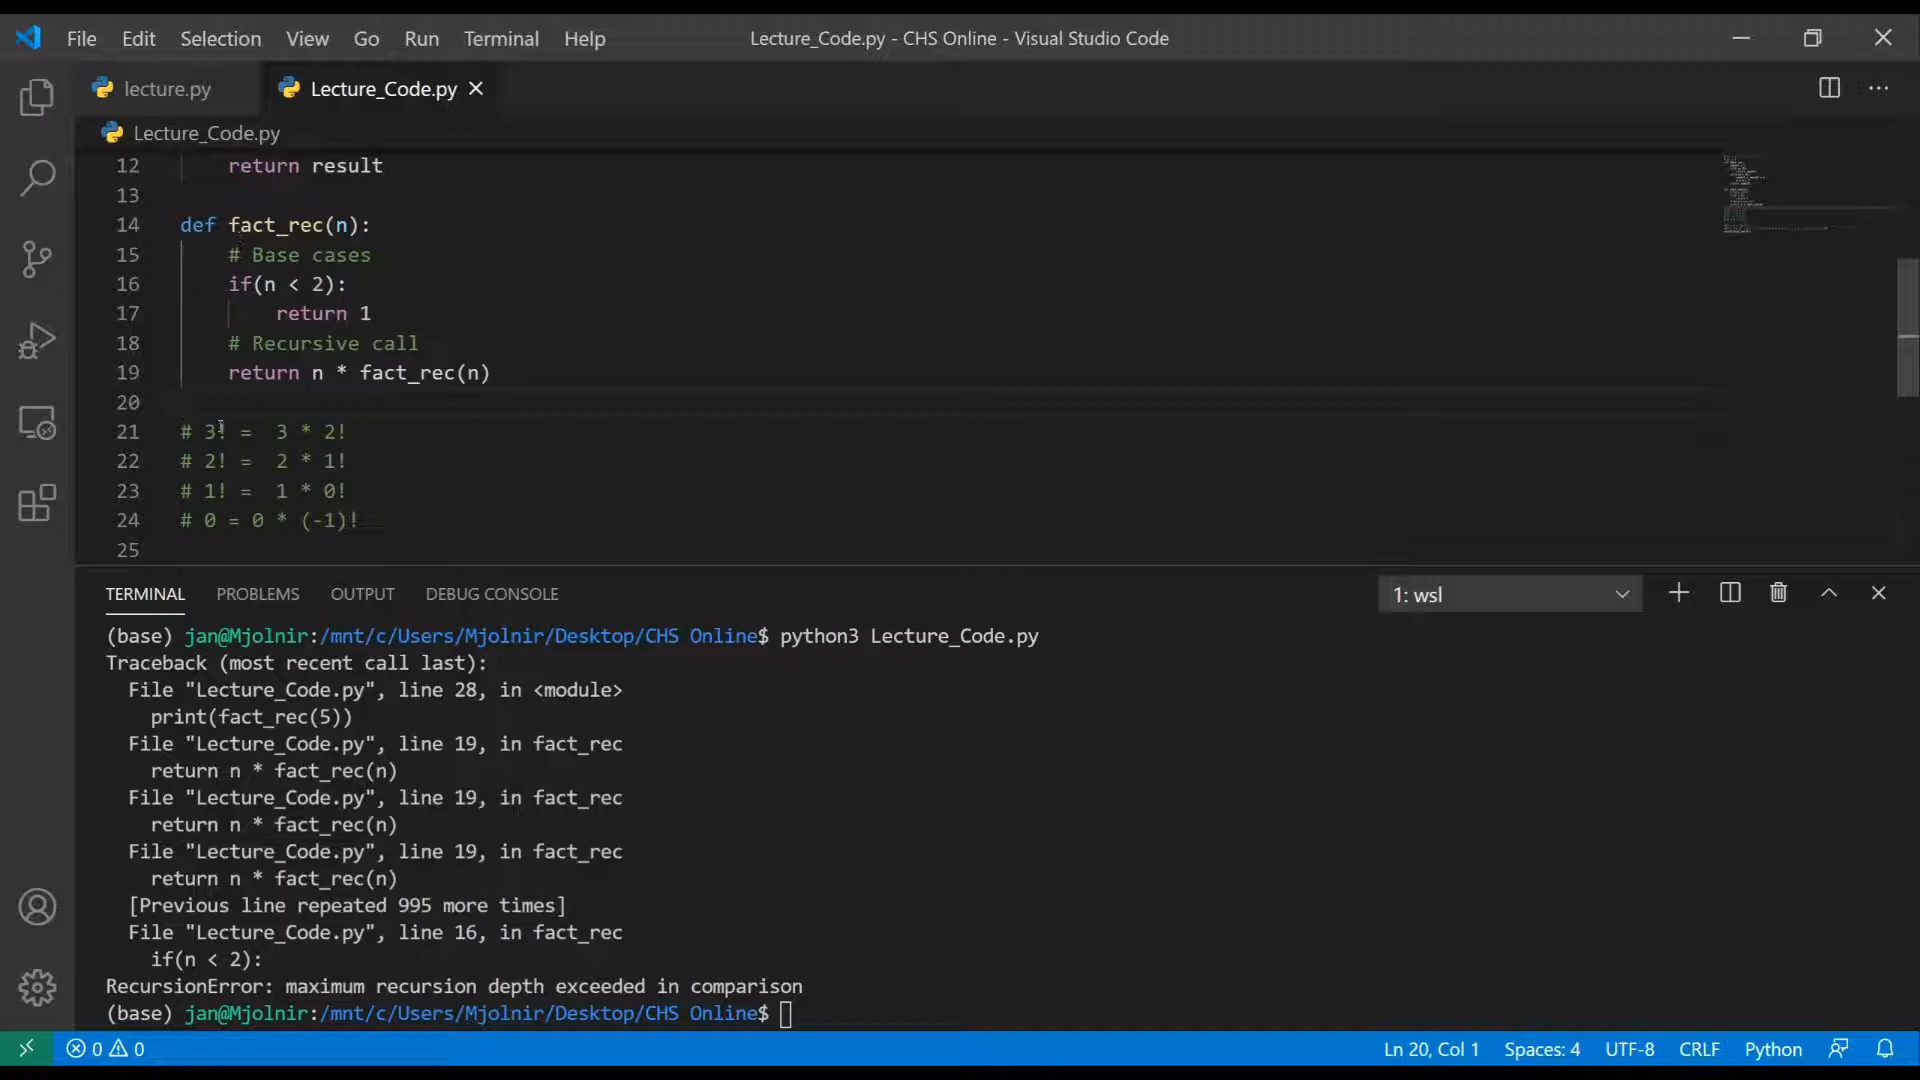 File Edit Selection View Go Run Terminal Help Lecture_Code.py - CHS Online - Visual Studio Code
lecture.py Lecture_Code.py
Lecture_Code.py
12 return result
13
14 def fact_rec(n):
15 # Base cases
16 if(n < 2):
17 return 1
18 # Recursive call
19 return n * fact_rec(n)
20
21 # 3! = 3 * 2!
22 # 2! = 2 * 1!
23 # 1! = 1 * 0!
24 # 0 = 0 * (-1)!
25
TERMINAL PROBLEMS OUTPUT DEBUG CONSOLE 1: wsl
(base) jan@Mjolnir:/mnt/c/Users/Mjolnir/Desktop/CHS Online$ python3 Lecture_Code.py
Traceback (most recent call last):
File "Lecture_Code.py", line 28, in <module>
print(fact_rec(5))
File "Lecture_Code.py", line 19, in fact_rec
return n * fact_rec(n)
File "Lecture_Code.py", line 19, in fact_rec
return n * fact_rec(n)
File "Lecture_Code.py", line 19, in fact_rec
return n * fact_rec(n)
[Previous line repeated 995 more times]
File "Lecture_Code.py", line 16, in fact_rec
if(n < 2):
RecursionError: maximum recursion depth exceeded in comparison
(base) jan@Mjolnir:/mnt/c/Users/Mjolnir/Desktop/CHS Online$
0 0 Ln 20, Col 1 Spaces: 4 UTF-8 CRLF Python